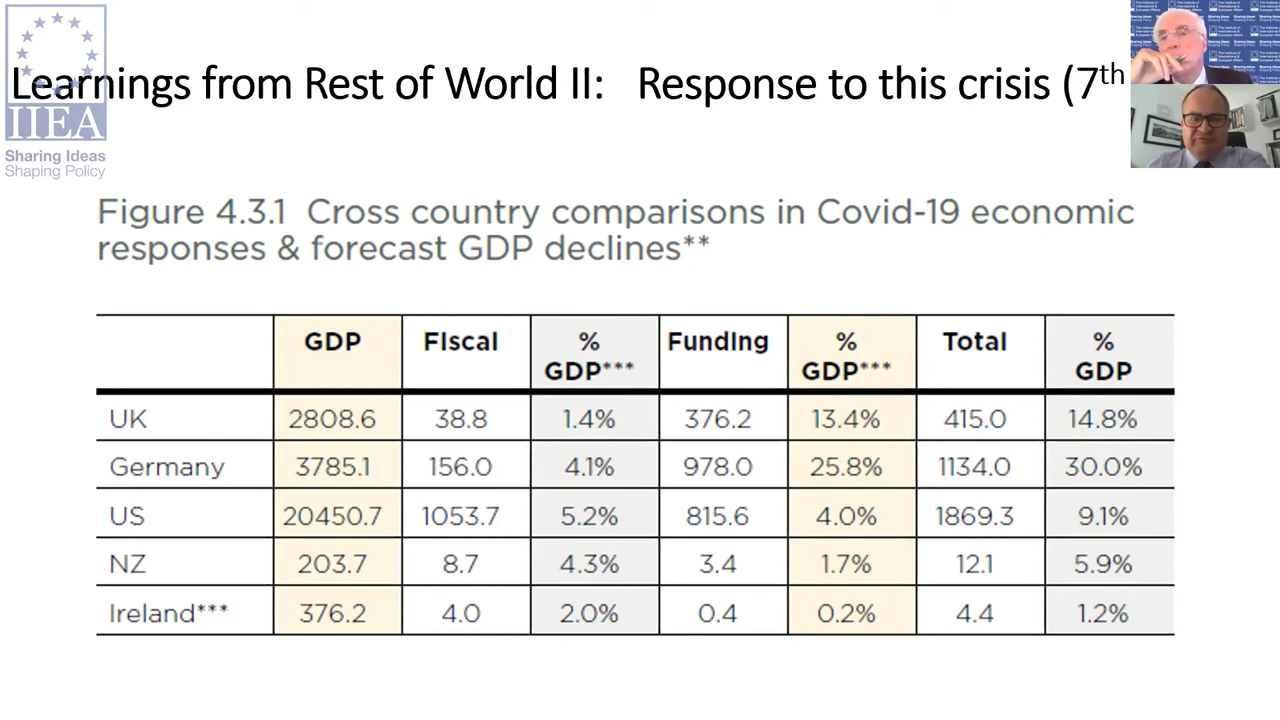 Learnings from Rest of World II: Response to this crisis (7th
IIEA
Sharing Ideas
Shaping Policy
Figure 4.3.1 Cross country comparisons in Covid-19 economic
responses & forecast GDP declines**
GDP Fiscal % GDP*** Funding % GDP*** Total % GDP
UK 2808.6 38.8 1.4% 376.2 13.4% 415.0 14.8%
Germany 3785.1 156.0 4.1% 978.0 25.8% 1134.0 30.0%
US 20450.7 1053.7 5.2% 815.6 4.0% 1869.3 9.1%
NZ 203.7 8.7 4.3% 3.4 1.7% 12.1 5.9%
Ireland*** 376.2 4.0 2.0% 0.4 0.2% 4.4 1.2%